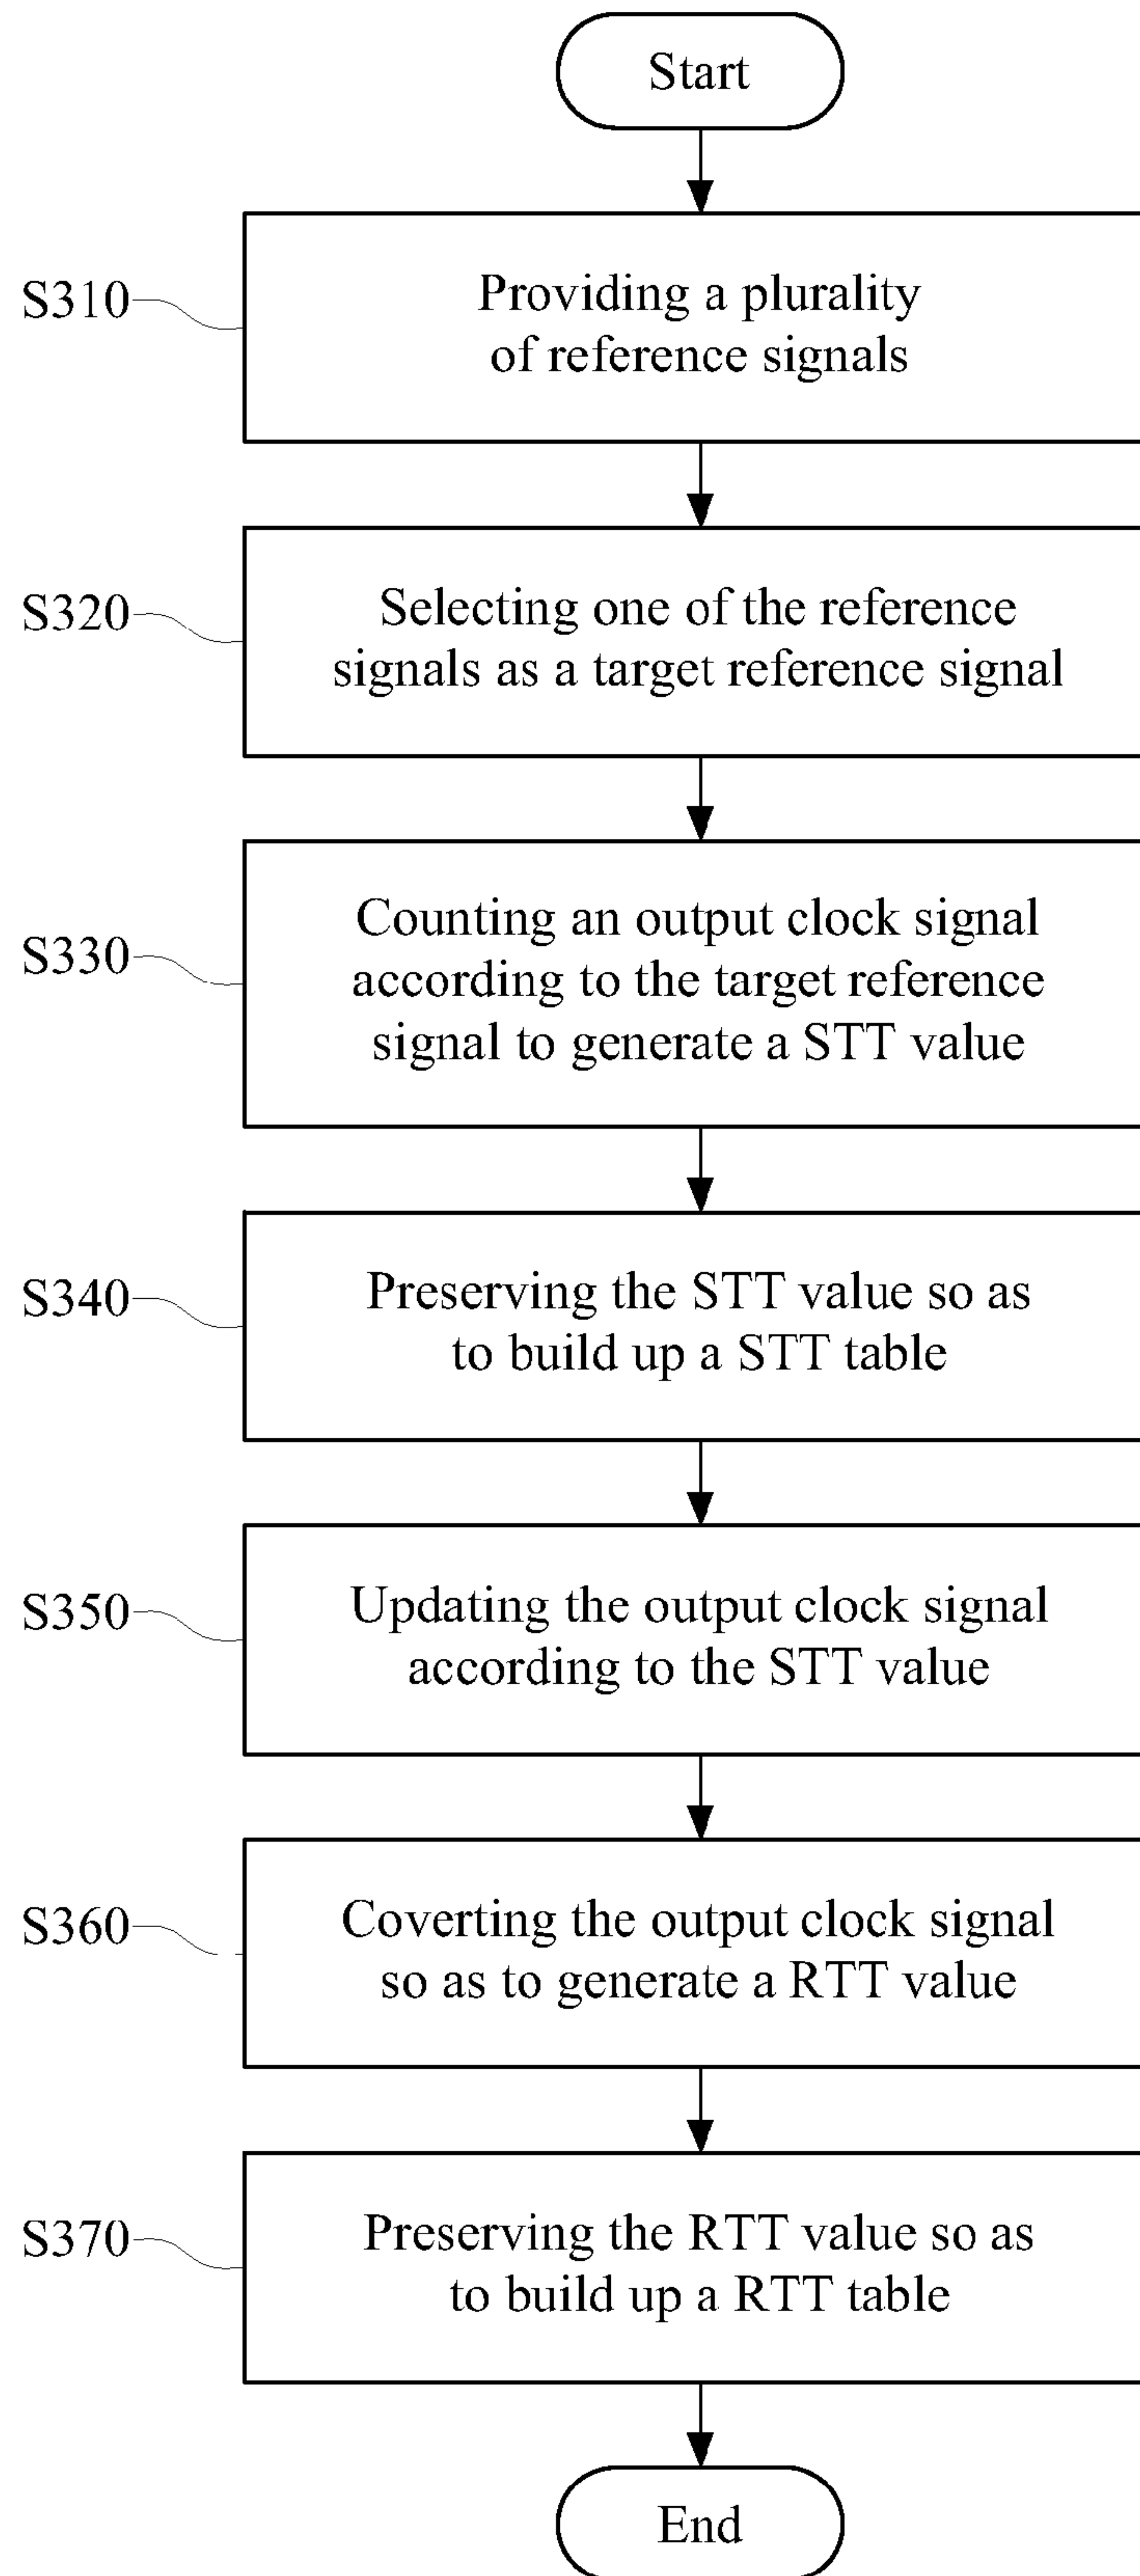 Start
S310
Providing a plurality
of reference signals
S320
Selecting one of the reference
signals as a target reference signal
S330
Counting an output clock signal
according to the target reference
signal to generate a STT value
S340
Preserving the STT value so as
to build up a STT table
S350
Updating the output clock signal
according to the STT value
S360
Coverting the output clock signal
so as to generate a RTT value
S370
Preserving the RTT value so as
to build up a RTT table
End